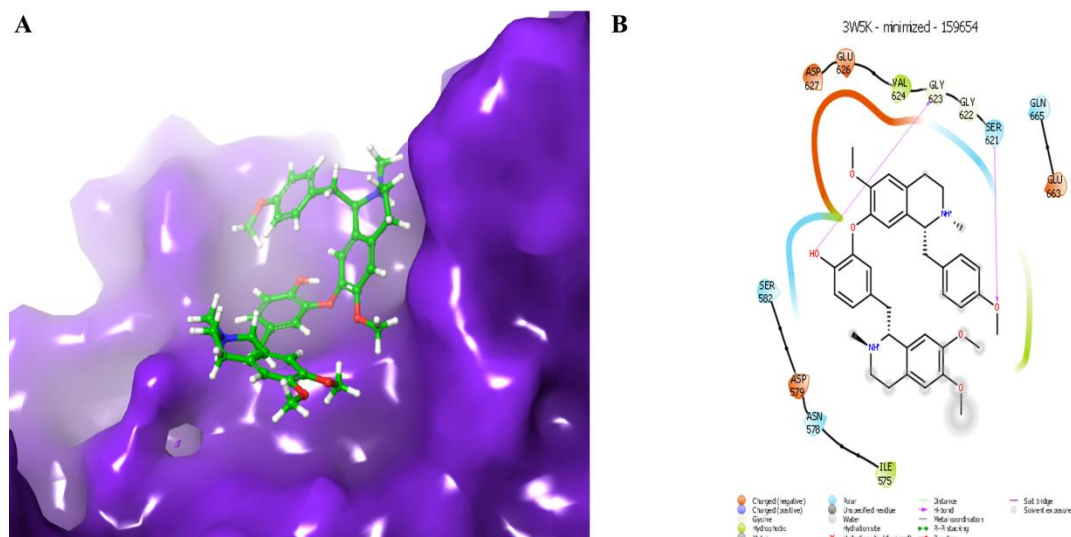 A
B
3W5K - minimized - 159654
GLU
626
ASP
627
VAL
624
GLY
623
GLY
622
SER
621
GLN
665
GLU
663
O
NH⁺
O
HO
O
SER
582
NH⁺
O
O
ASP
579
ASN
578
ILE
575
Charged (negative)
Charged (positive)
Glycine
Hydrophobic
Polar
Unspecified residue
Water
Hydration site
Distance
H-bond
Metal coordination
Pi-Pi stacking
Salt bridge
Solvent exposure